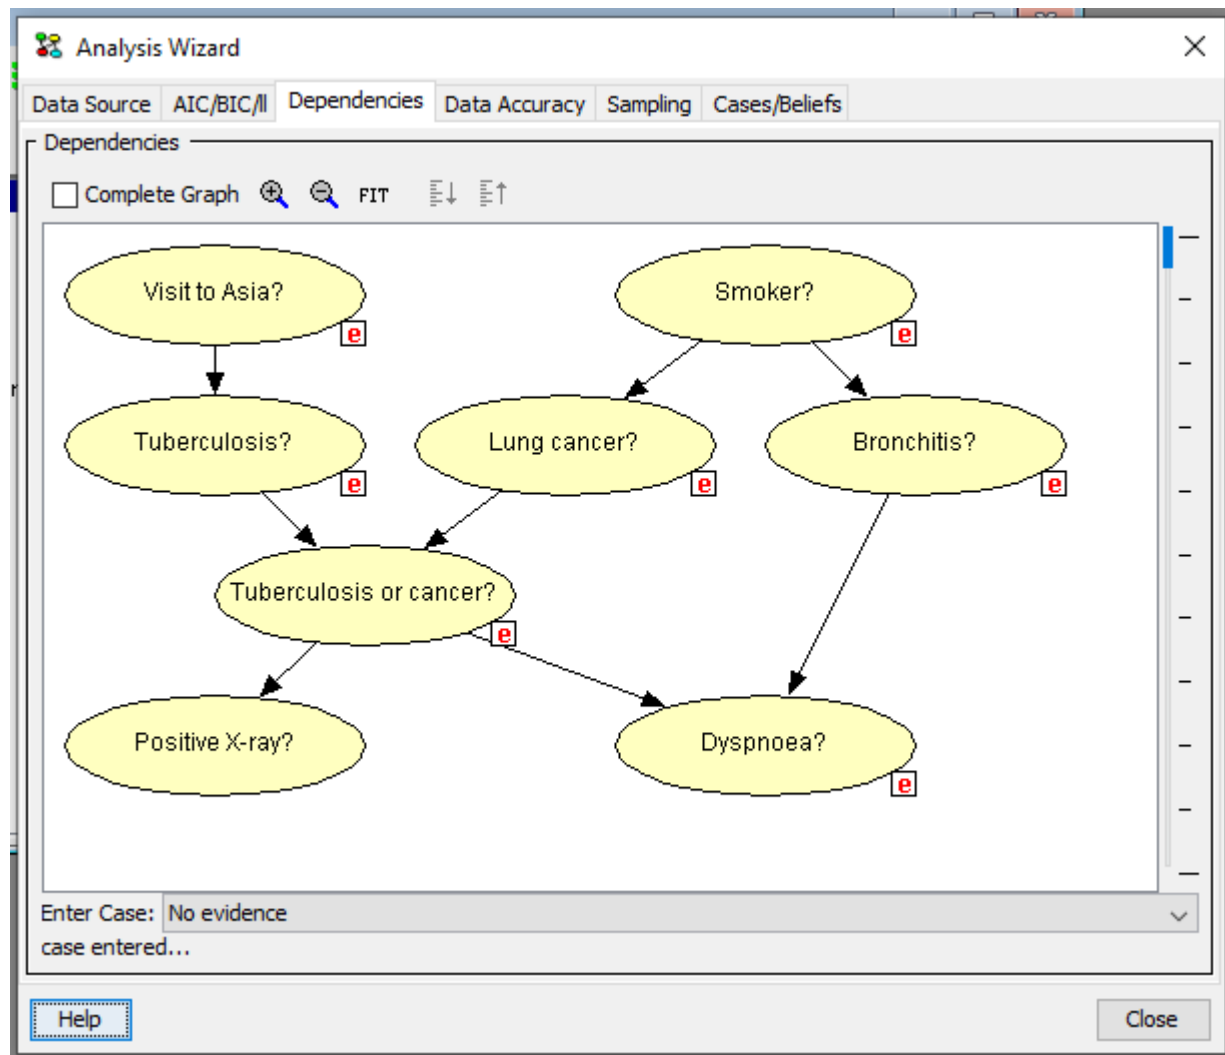 Analysis Wizard
Data Source AIC/BIC/ll Dependencies Data Accuracy Sampling Cases/Beliefs
Dependencies
Complete Graph FIT
Visit to Asia? Smoker?
e e
Tuberculosis? Lung cancer? Bronchitis?
e e e
Tuberculosis or cancer?
e
Positive X-ray? Dyspnoea?
e
Enter Case: No evidence
case entered...
Help Close